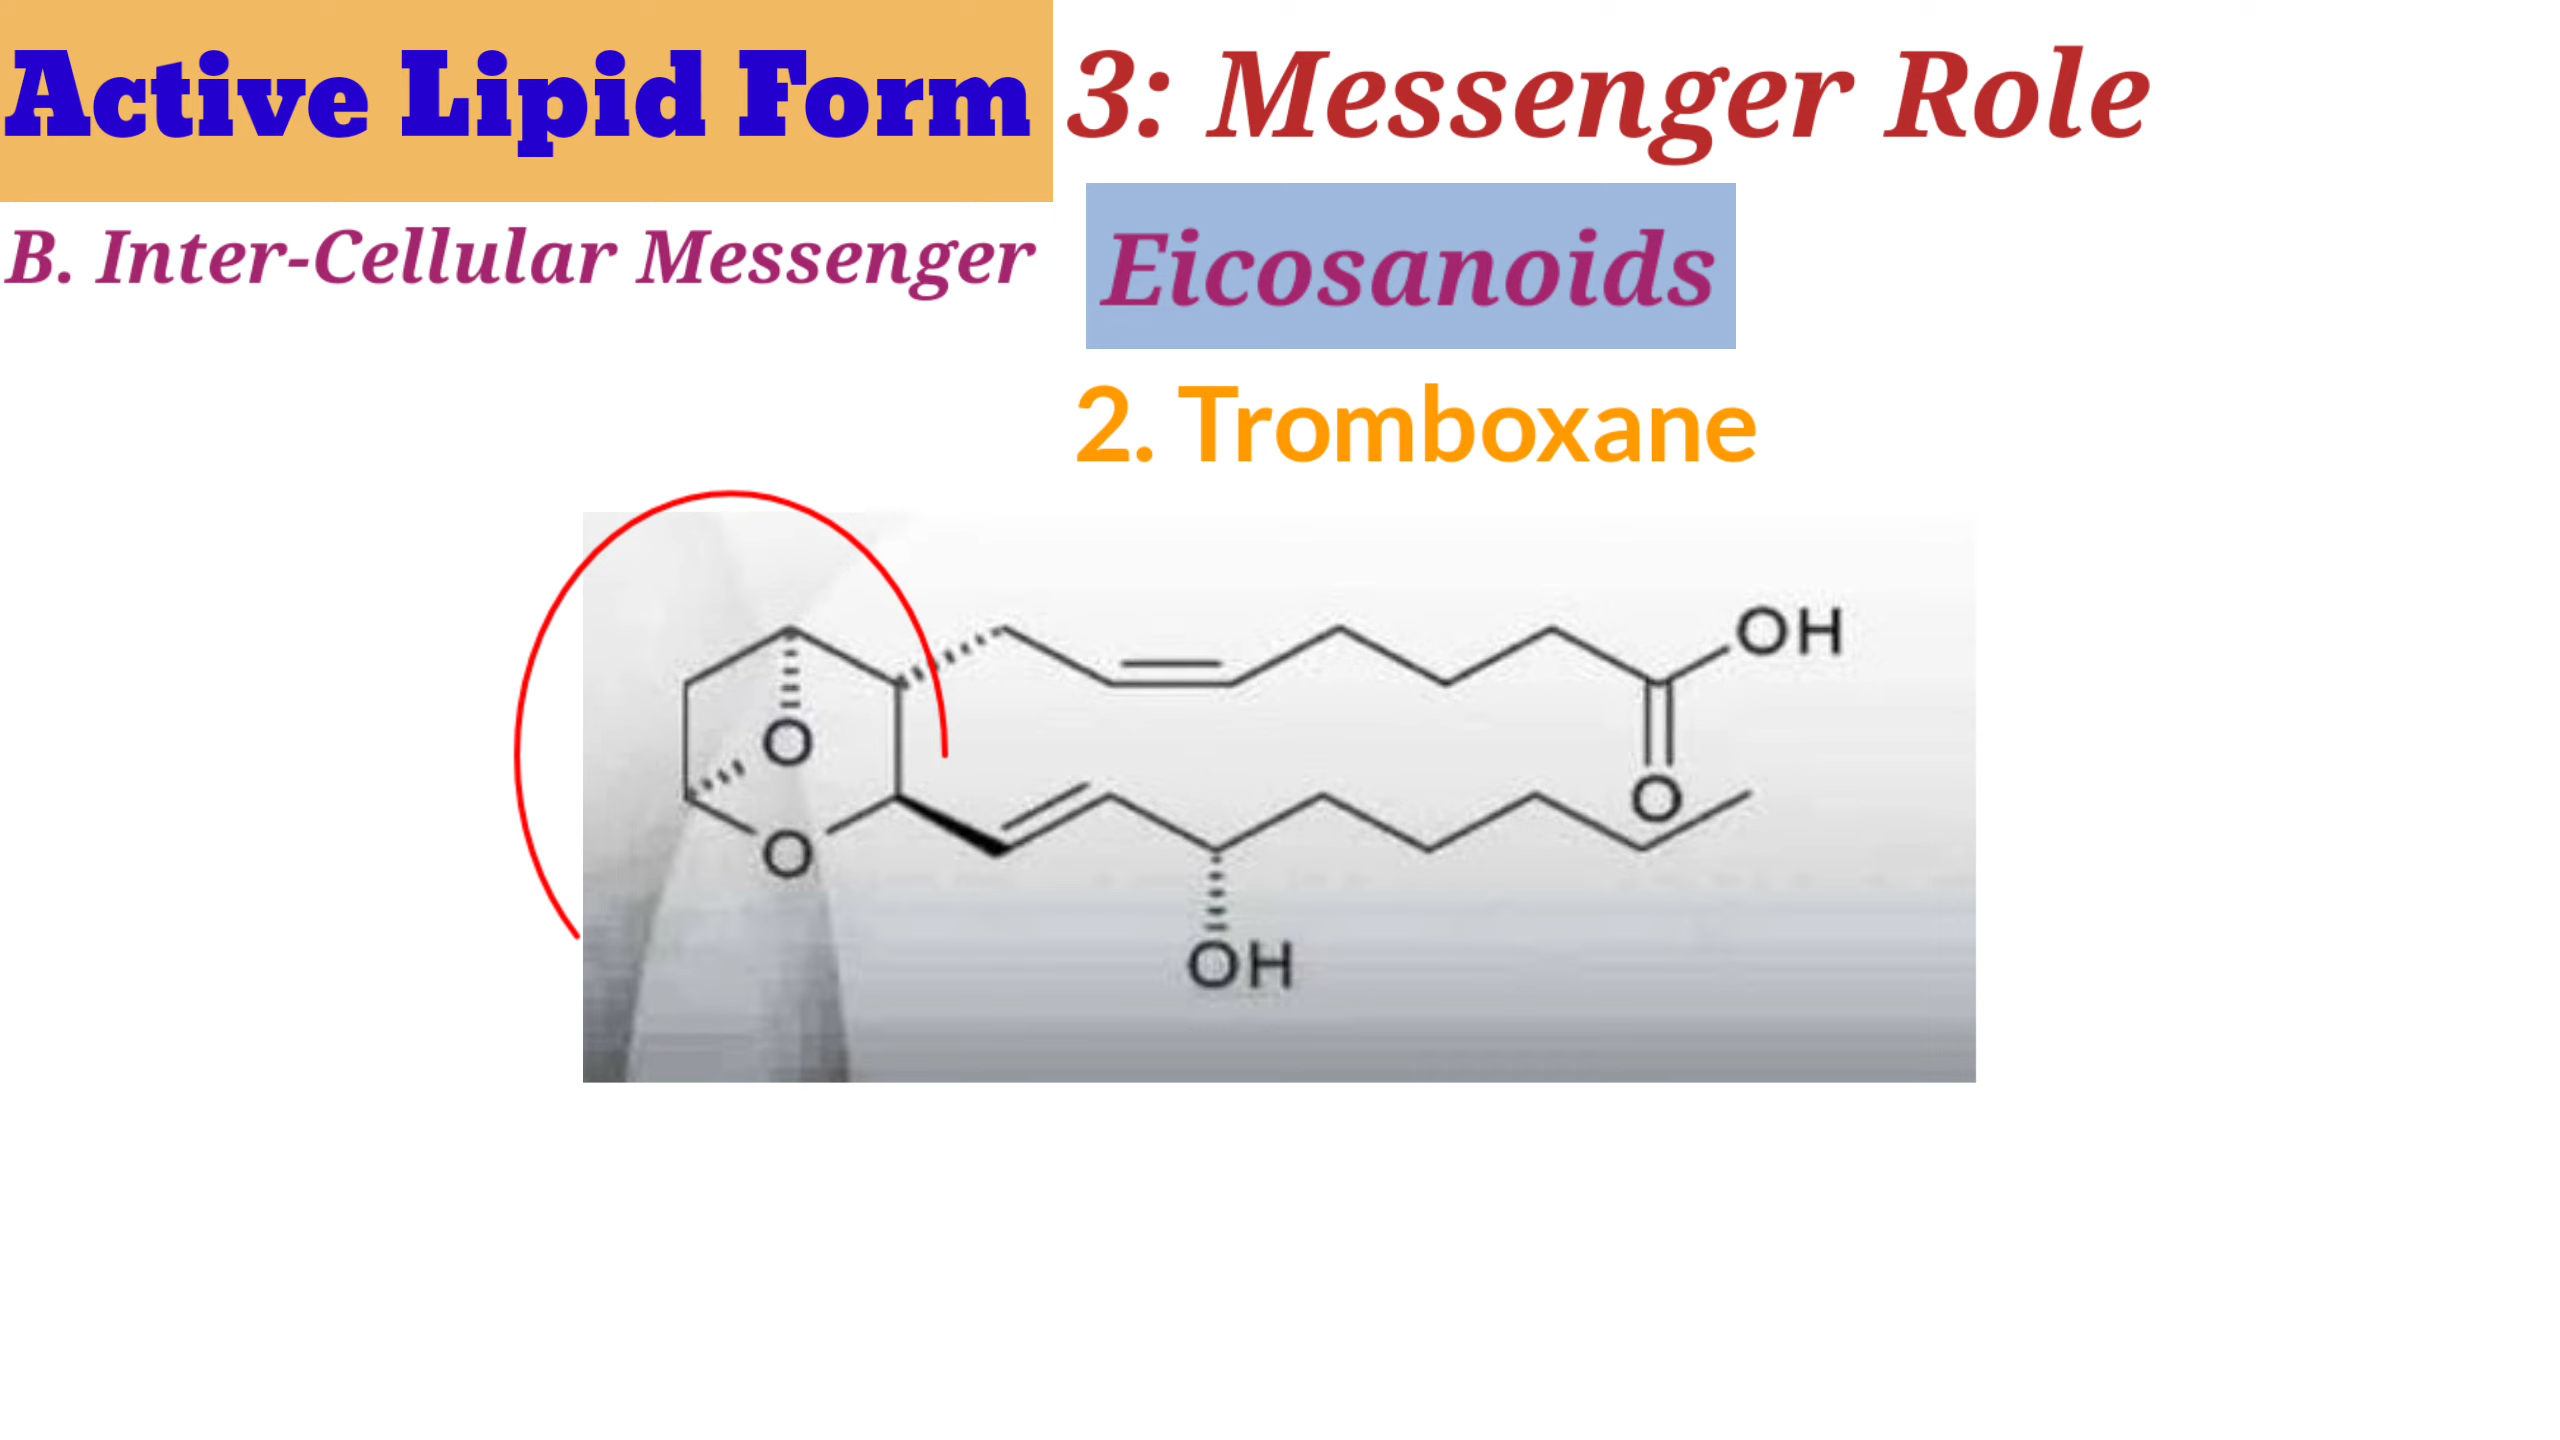 Active Lipid Form 3: Messenger Role
B. Inter-Cellular Messenger Eicosanoids
2. Tromboxane
OH
O
O
O
OH